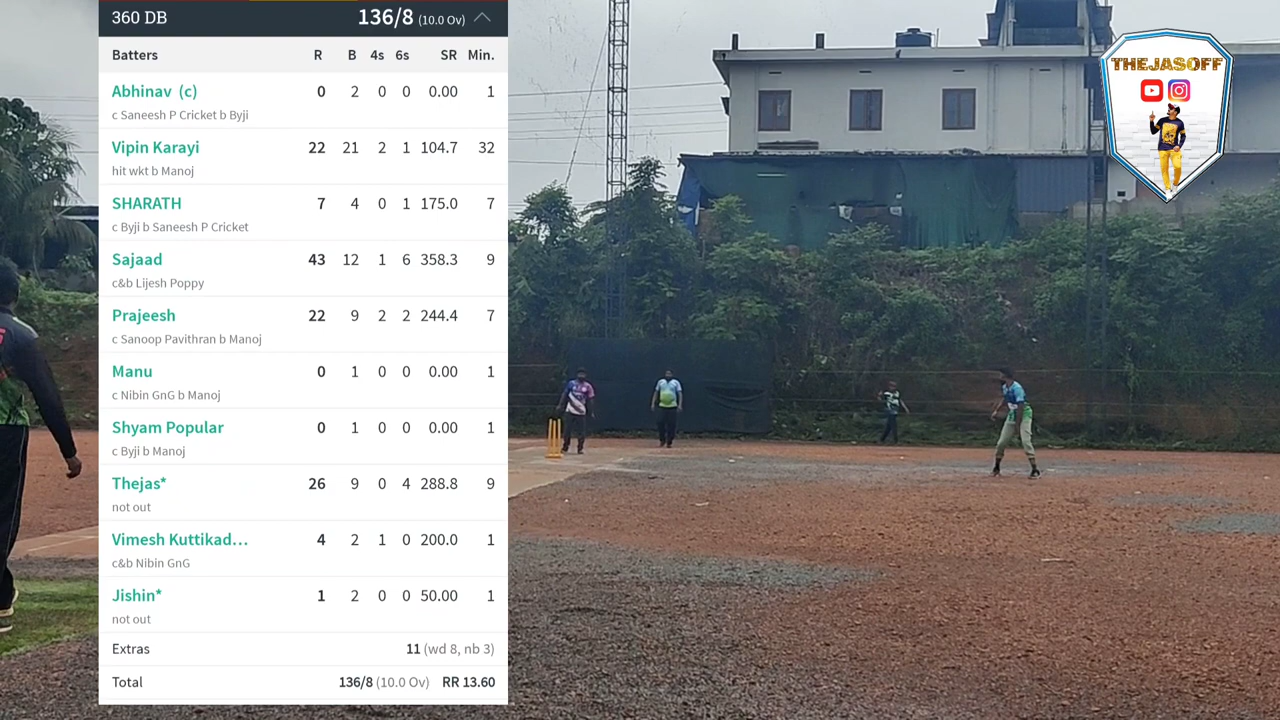 360 DB 136/8 (10.0 Ov)
Batters R B 4s 6s SR Min.
Abhinav (c) 0 2 0 0 0.00 1
c Saneesh P Cricket b Byji
Vipin Karayi 22 21 2 1 104.7 32
hit wkt b Manoj
SHARATH 7 4 0 1 175.0 7
c Byji b Saneesh P Cricket
Sajaad 43 12 1 6 358.3 9
c&b Lijesh Poppy
Prajeesh 22 9 2 2 244.4 7
c Sanoop Pavithran b Manoj
Manu 0 1 0 0 0.00 1
c Nibin GnG b Manoj
Shyam Popular 0 1 0 0 0.00 1
c Byji b Manoj
Thejas* 26 9 0 4 288.8 9
not out
Vimesh Kuttikad... 4 2 1 0 200.0 1
c&b Nibin GnG
Jishin* 1 2 0 0 50.00 1
not out
Extras 11 (wd 8, nb 3)
Total 136/8 (10.0 Ov) RR 13.60
THEJASOFF